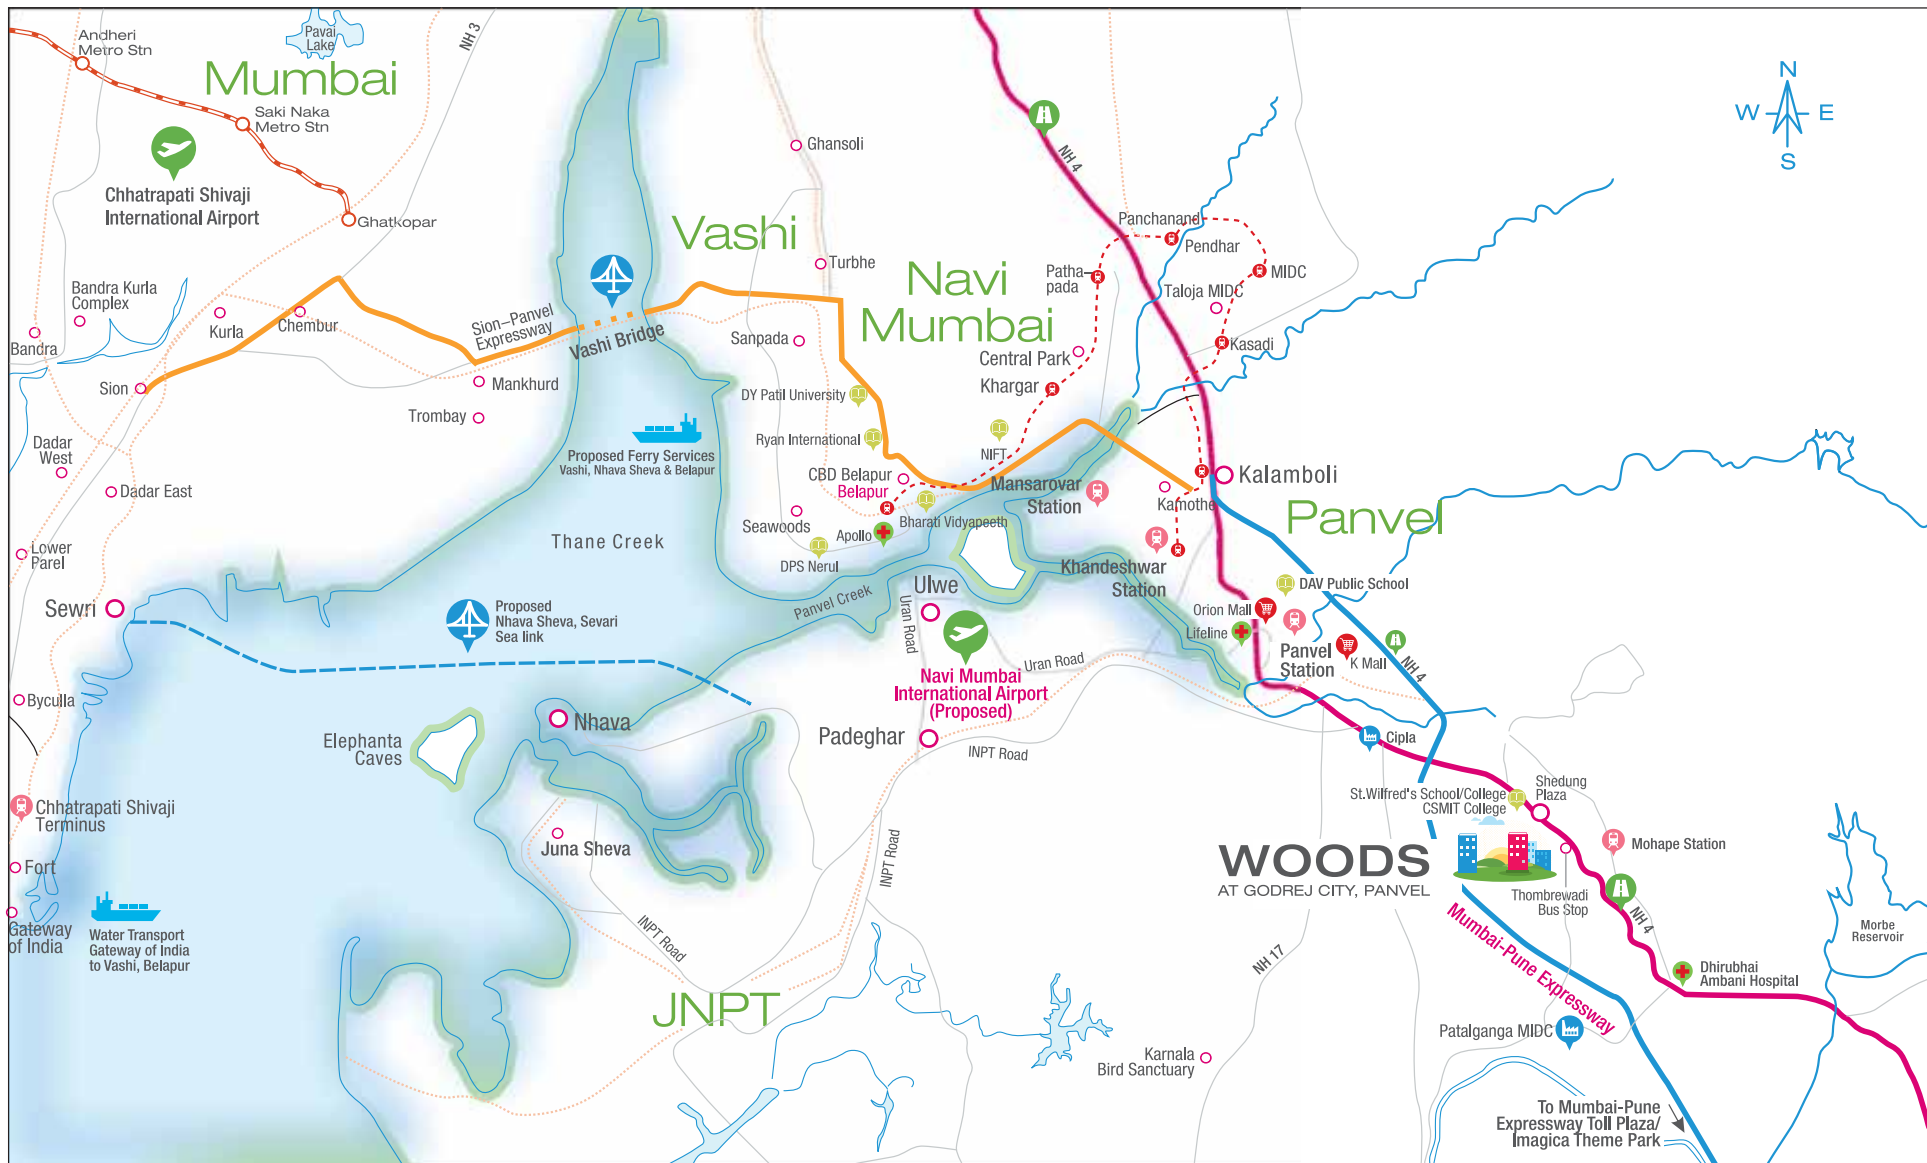 Andheri
Metro Stn
Pavai
Lake
NH 3
Mumbai
Saki Naka
Metro Stn
Chhatrapati Shivaji
International Airport
Ghatkopar
Ghansoli
NH 4
N
W
E
S
Vashi
Turbhe
Navi
Mumbai
Panchanand
Pendhar
Patha-
pada
MIDC
Taloja MIDC
Kasadi
Bandra Kurla
Complex
Bandra
Kurla
Chembur
Sion–Panvel
Expressway
Vashi Bridge
Sanpada
Central Park
Khargar
Sion
Mankhurd
Trombay
DY Patil University
Ryan International
NIFT
Dadar
West
Dadar East
Proposed Ferry Services
Vashi, Nhava Sheva & Belapur
CBD Belapur
Belapur
Mansarovar
Station
Kamothe
Kalamboli
Panvel
Seawoods
Apollo
Bharati Vidyapeeth
DPS Nerul
Thane Creek
Lower
Parel
Sewri
Proposed
Nhava Sheva, Sevari
Sea link
Panvel Creek
Ulwe
Uran Road
Khandeshwar
Station
DAV Public School
Orion Mall
Lifeline
Panvel
Station
K Mall
NH 4
Uran Road
Navi Mumbai
International Airport
(Proposed)
Byculla
Elephanta
Caves
Nhava
Padeghar
INPT Road
Cipla
Shedung
Plaza
St.Wilfred's School/College
CSMIT College
Chhatrapati Shivaji
Terminus
Juna Sheva
INPT Road
WOODS
AT GODREJ CITY, PANVEL
Mohape Station
Thombrewadi
Bus Stop
NH 4
Fort
Gateway
of India
Water Transport
Gateway of India
to Vashi, Belapur
INPT Road
NH 17
Mumbai-Pune Expressway
Morbe
Reservoir
Dhirubhai
Ambani Hospital
JNPT
Patalganga MIDC
Karnala
Bird Sanctuary
To Mumbai-Pune
Expressway Toll Plaza/
Imagica Theme Park